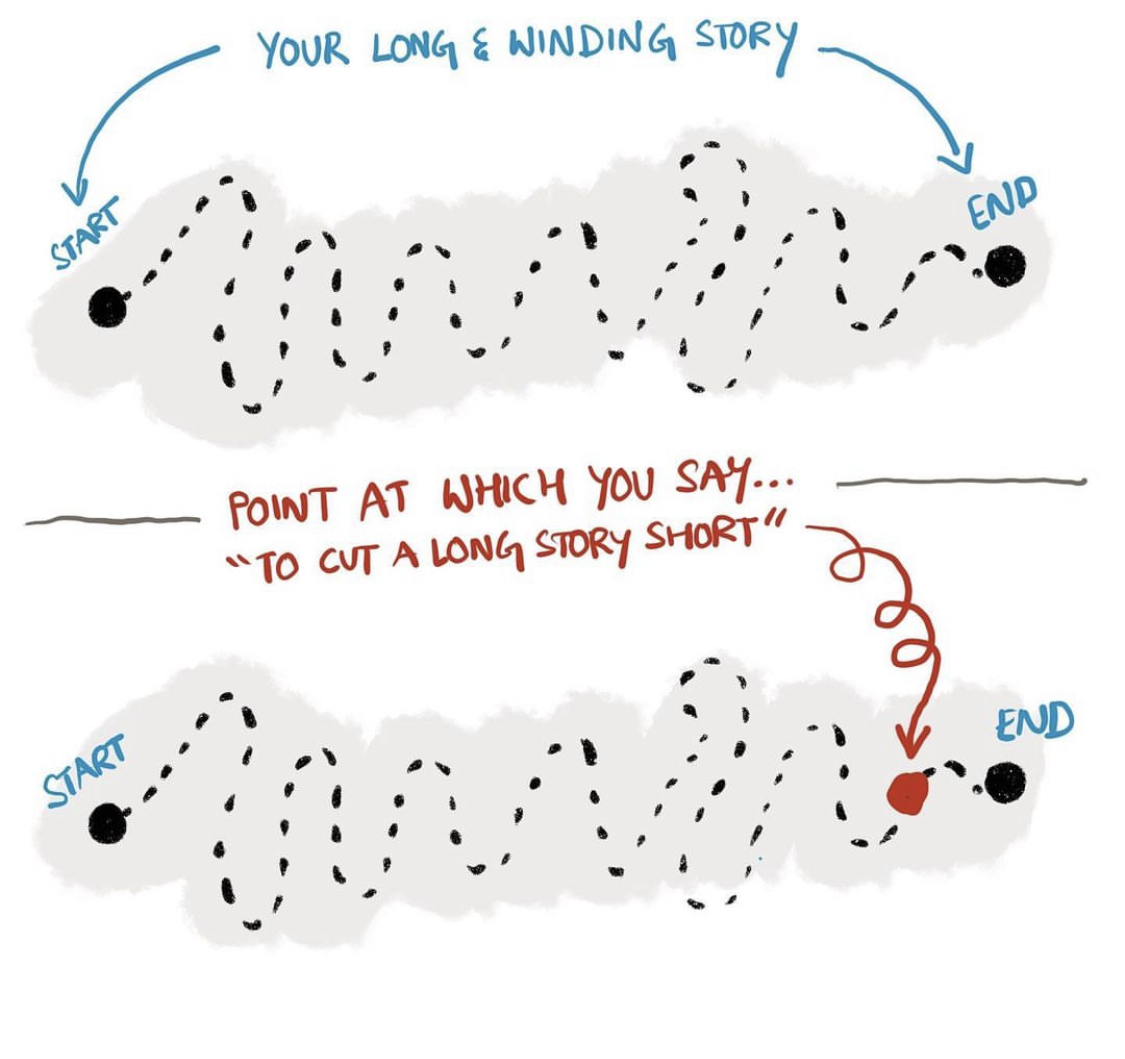 YOUR LONG & WINDING STORY
START
END
POINT AT WHICH YOU SAY...
"TO CUT A LONG STORY SHORT"
START
END